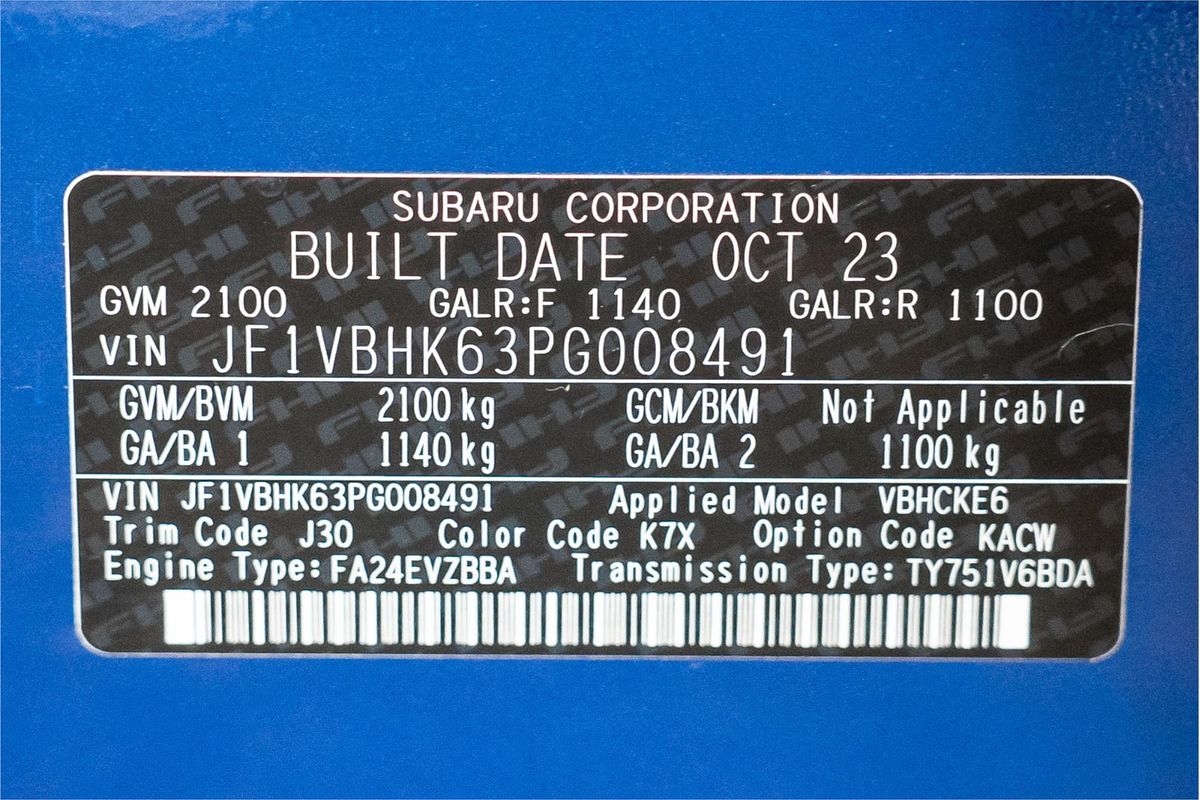 SUBARU CORPORATION
BUILT DATE OCT 23
GVM 2100 GALR:F 1140 GALR:R 1100
VIN JF1VBHK63PG008491
GVM/BVM 2100 kg GCM/BKM Not Applicable
GA/BA 1 1140 kg GA/BA 2 1100 kg
VIN JF1VBHK63PG008491 Applied Model VBHCKE6
Trim Code J30 Color Code K7X Option Code KACW
Engine Type: FA24EVZBBA Transmission Type: TY751V6BDA